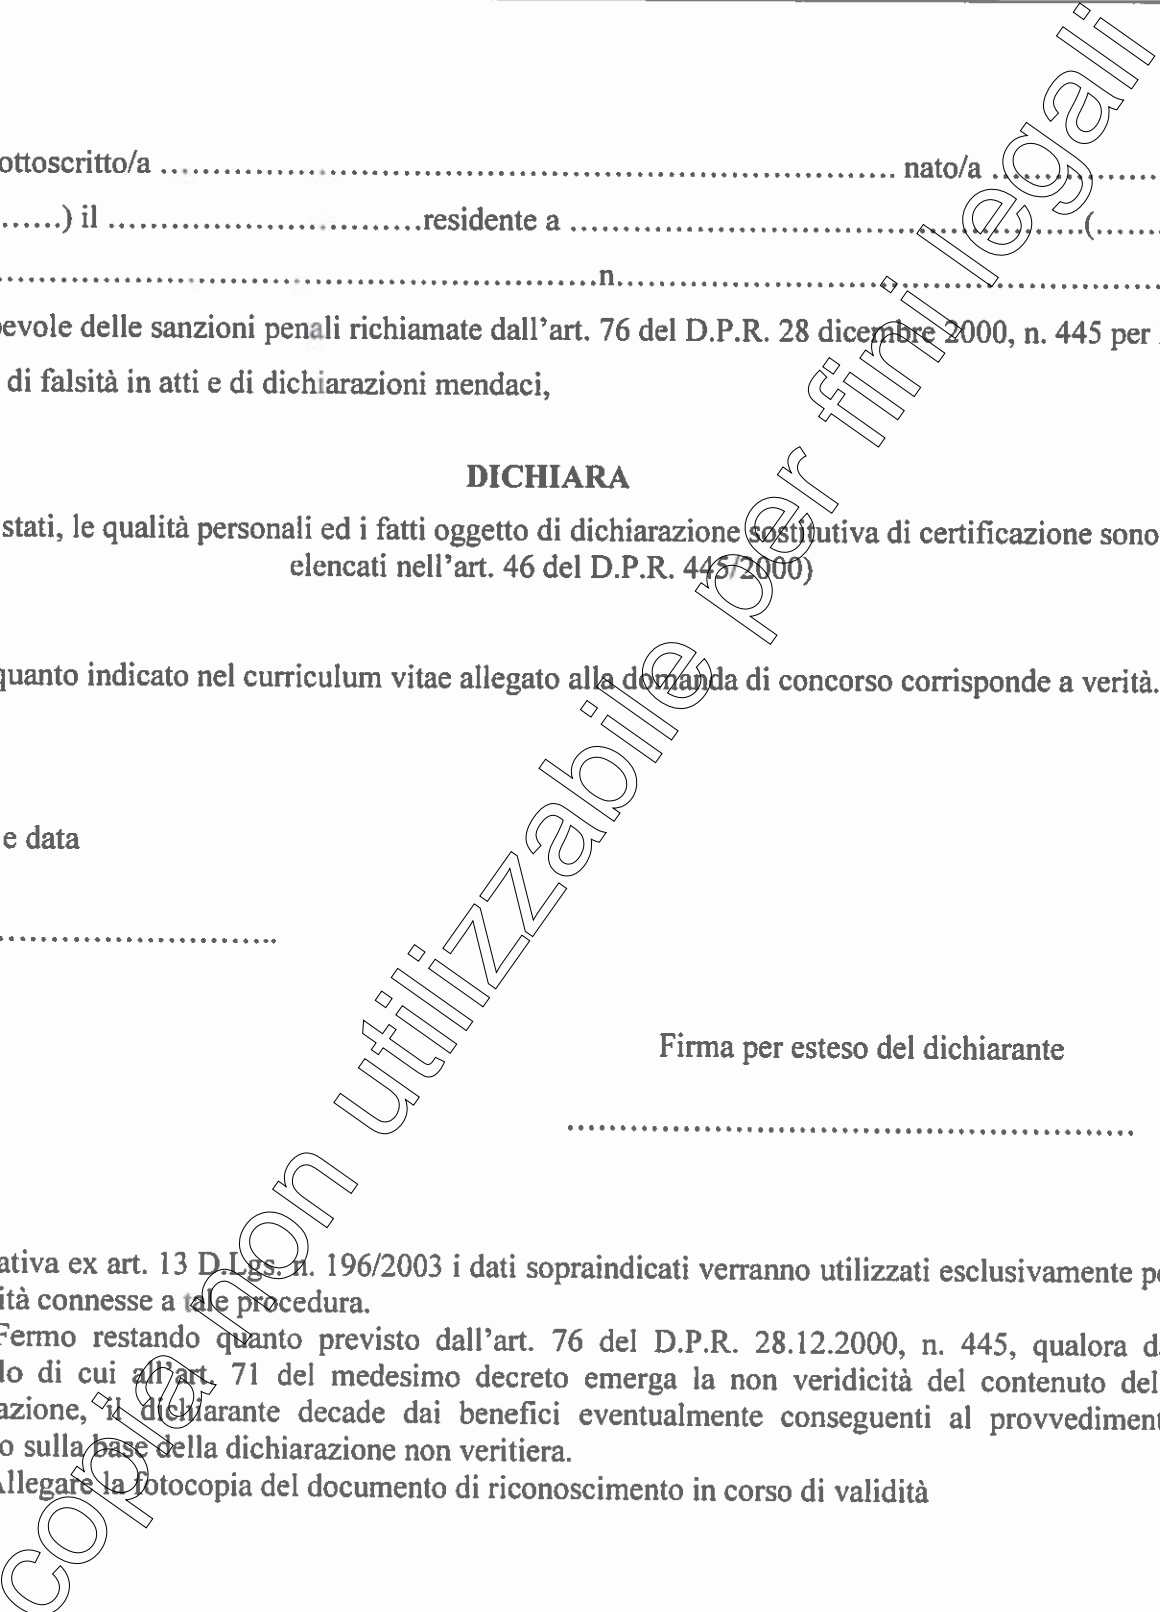 ottoscritto/a ........................................................................ nato/a ................
......) il ..............................residente a .................................................(.......
..........................................................n.....................................................
evole delle sanzioni penali richiamate dall'art. 76 del D.P.R. 28 dicembre 2000, n. 445 per
di falsità in atti e di dichiarazioni mendaci,
DICHIARA
stati, le qualità personali ed i fatti oggetto di dichiarazione sostitutiva di certificazione sono
elencati nell'art. 46 del D.P.R. 445/2000)
quanto indicato nel curriculum vitae allegato alla domanda di concorso corrisponde a verità.
e data
...........................
Firma per esteso del dichiarante
......................................................
ativa ex art. 13 D.Lgs. n. 196/2003 i dati sopraindicati verranno utilizzati esclusivamente pe
ità connesse a tale procedura.
Fermo restando quanto previsto dall'art. 76 del D.P.R. 28.12.2000, n. 445, qualora d
lo di cui all'art. 71 del medesimo decreto emerga la non veridicità del contenuto del
azione, il dichiarante decade dai benefici eventualmente conseguenti al provvediment
o sulla base della dichiarazione non veritiera.
Allegare la fotocopia del documento di riconoscimento in corso di validità
copia non utilizzabile per fini legali